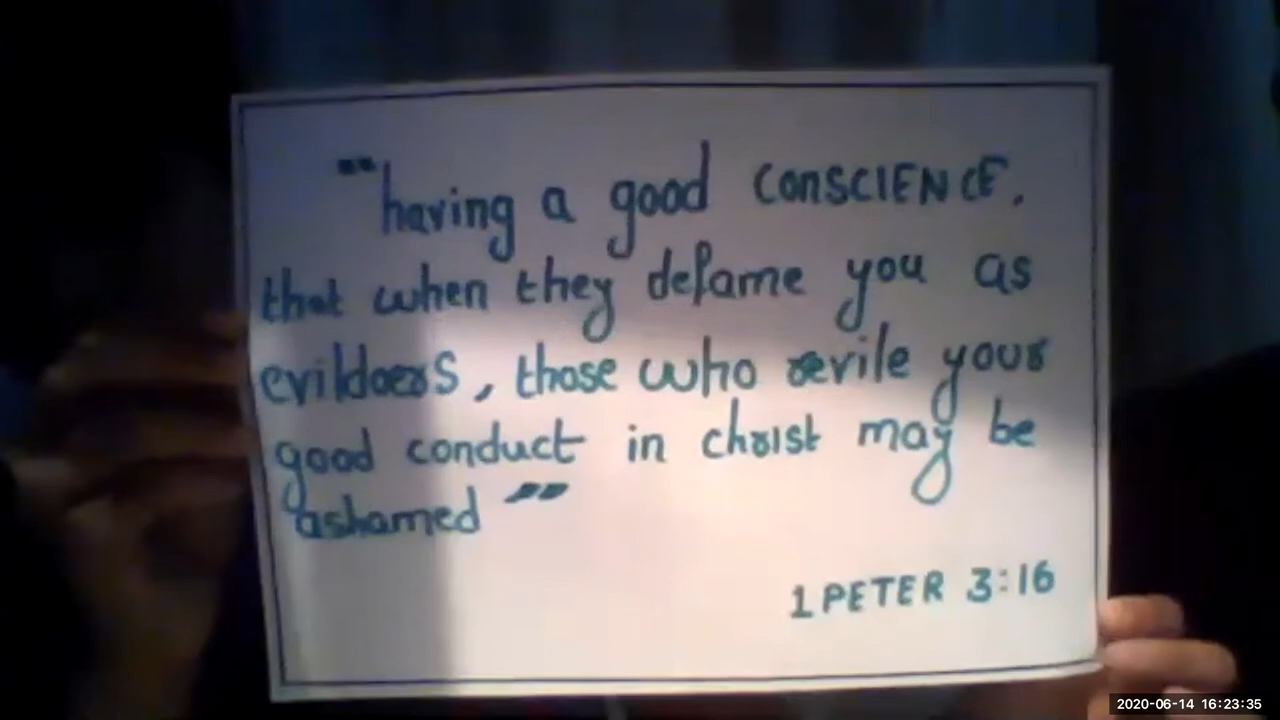 "having a good CONSCIENCE,
that when they defame you as
evildoers, those who revile your
good conduct in christ may be
ashamed"
1 PETER 3:16
2020-06-14 16:23:35